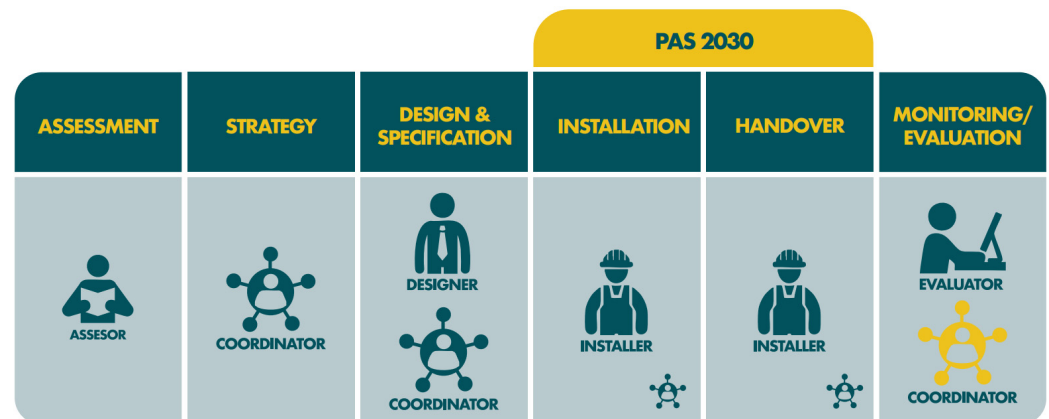 PAS 2030
ASSESSMENT
STRATEGY
DESIGN &
SPECIFICATION
INSTALLATION
HANDOVER
MONITORING/
EVALUATION
ASSESOR
COORDINATOR
DESIGNER
COORDINATOR
INSTALLER
INSTALLER
EVALUATOR
COORDINATOR